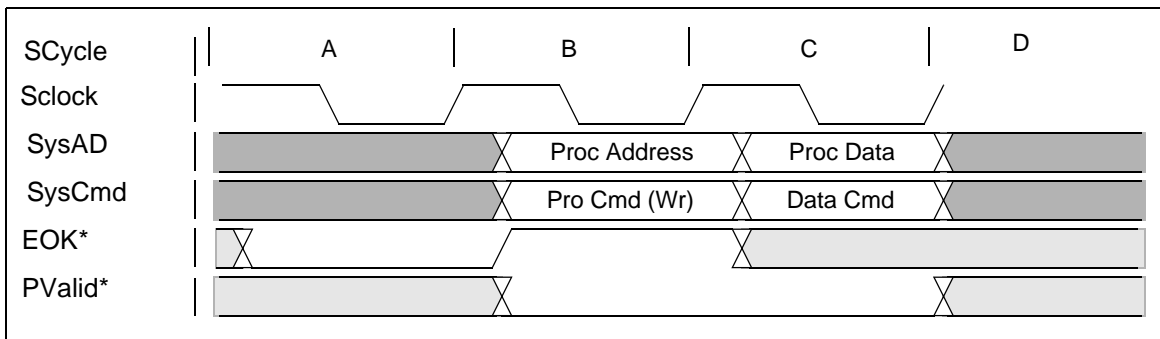 SCycle A B C D
Sclock
SysAD Proc Address Proc Data
SysCmd Pro Cmd (Wr) Data Cmd
EOK*
PValid*